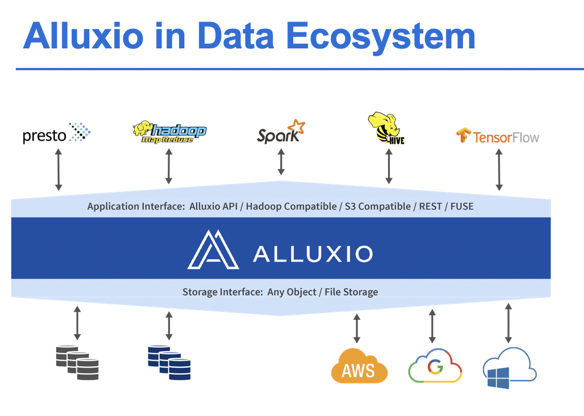 Alluxio in Data Ecosystem
presto
hadoop
Map Reduce
Spark
HIVE
TensorFlow
Application Interface: Alluxio API / Hadoop Compatible / S3 Compatible / REST / FUSE
ALLUXIO
Storage Interface: Any Object / File Storage
AWS
G